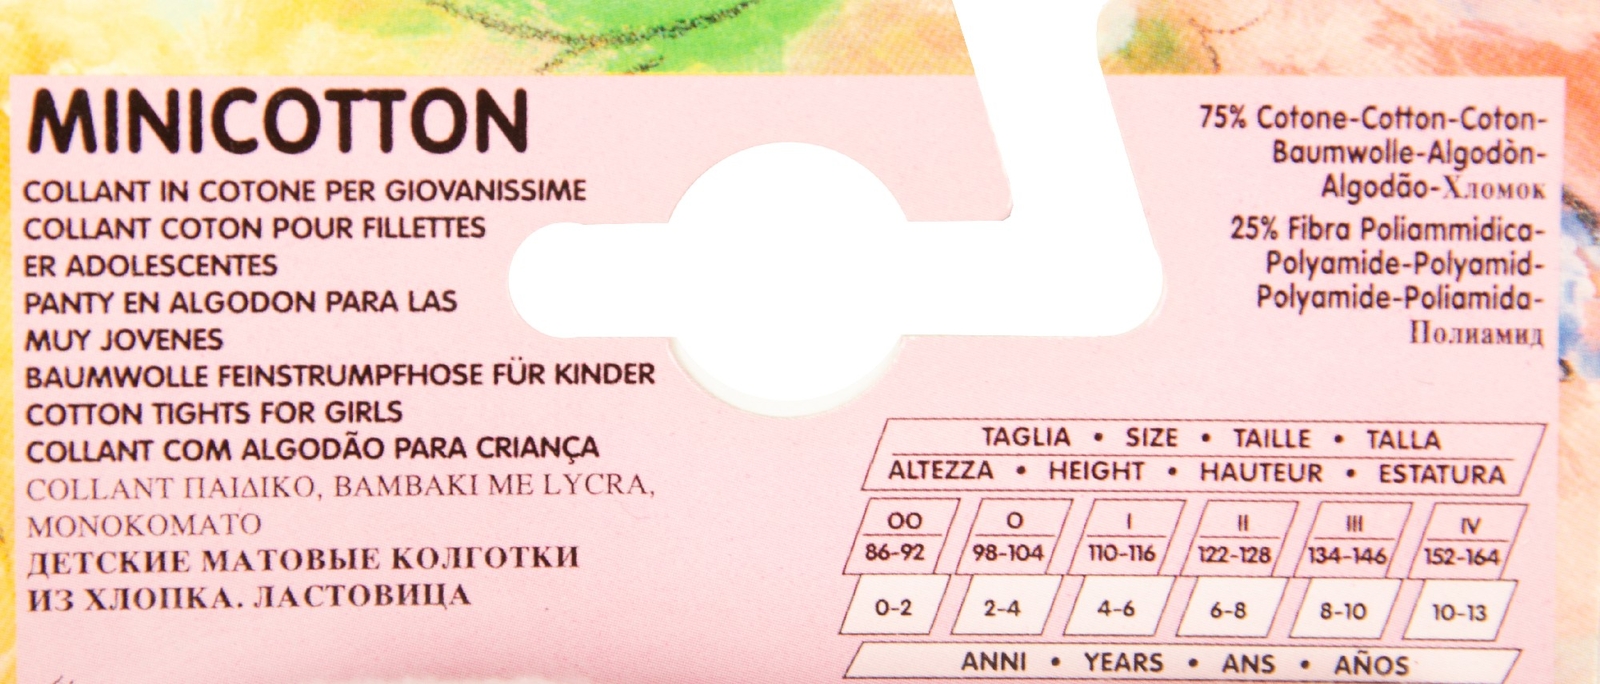 MINICOTTON
COLLANT IN COTONE PER GIOVANISSIME
COLLANT COTON POUR FILLETTES
ER ADOLESCENTES
PANTY EN ALGODON PARA LAS
MUY JOVENES
BAUMWOLLE FEINSTRUMPFHOSE FÜR KINDER
COTTON TIGHTS FOR GIRLS
COLLANT COM ALGODÃO PARA CRIANÇA
COLLANT ΠΑΙΔΙΚΟ, ΒΑΜΒΑΚΙ ΜΕ LYCRA,
ΜΟΝΟΚΟΜΑΤΟ
ДЕТСКИЕ МАТОВЫЕ КОЛГОТКИ
ИЗ ХЛОПКА. ЛАСТОВИЦА
75% Cotone-Cotton-Coton-
Baumwolle-Algodòn-
Algodão-Хломок
25% Fibra Poliammidica-
Polyamide-Polyamid-
Polyamide-Poliamida-
Полиамид
TAGLIA • SIZE • TAILLE • TALLA
ALTEZZA • HEIGHT • HAUTEUR • ESTATURA
OO O I II III IV
86-92 98-104 110-116 122-128 134-146 152-164
0-2 2-4 4-6 6-8 8-10 10-13
ANNI • YEARS • ANS • AÑOS